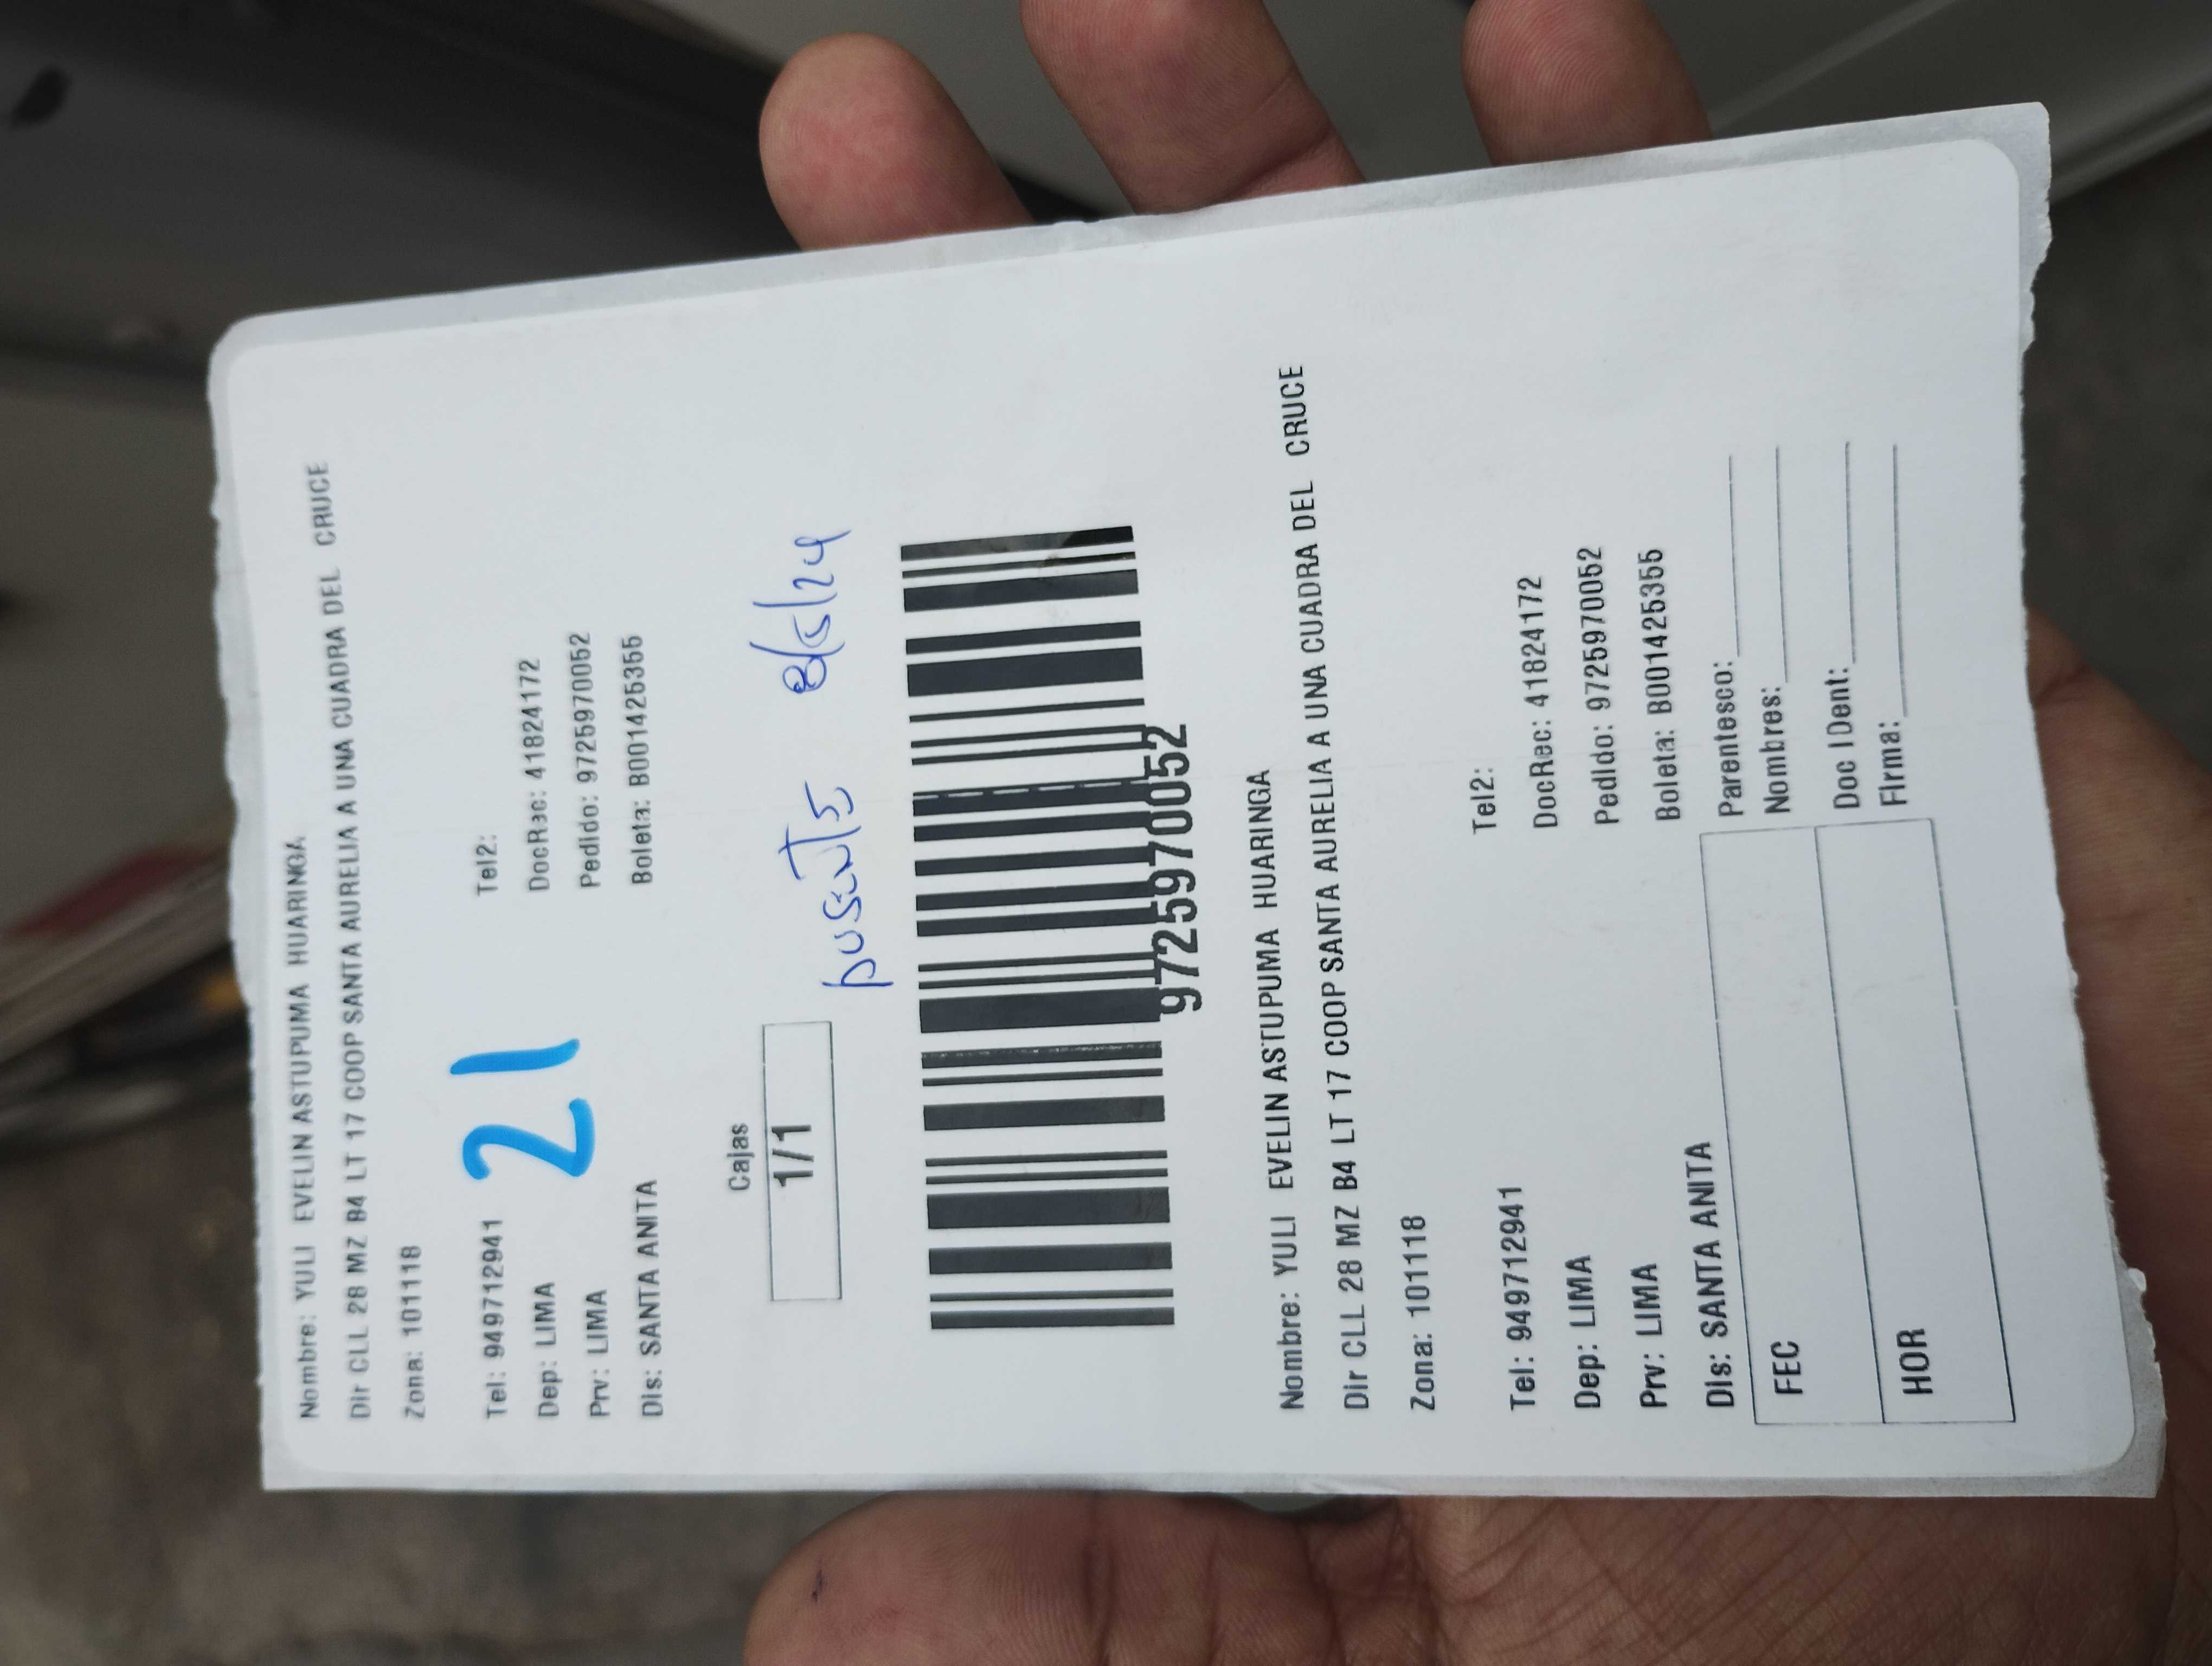 Nombre: YULI EVELIN ASTUPUMA HUARINGA
Dir CLL 28 MZ B4 LT 17 COOP SANTA AURELIA A UNA CUADRA DEL CRUCE
Zona: 101118
Tel: 949712941 Tel2:
21
Dep: LIMA DocRec: 41824172
Prv: LIMA Pedido: 9725970052
Dis: SANTA ANITA Boleta: B001425355
Cajas
1/1
8/5/24
9725970052
Nombre: YULI EVELIN ASTUPUMA HUARINGA
Dir CLL 28 MZ B4 LT 17 COOP SANTA AURELIA A UNA CUADRA DEL CRUCE
Zona: 101118
Tel2:
Tel: 949712941 DocRec: 41824172
Dep: LIMA Pedido: 9725970052
Prv: LIMA Boleta: B001425355
Dis: SANTA ANITA Parentesco:
Nombres:
FEC
Doc IDent:
Firma:
HOR